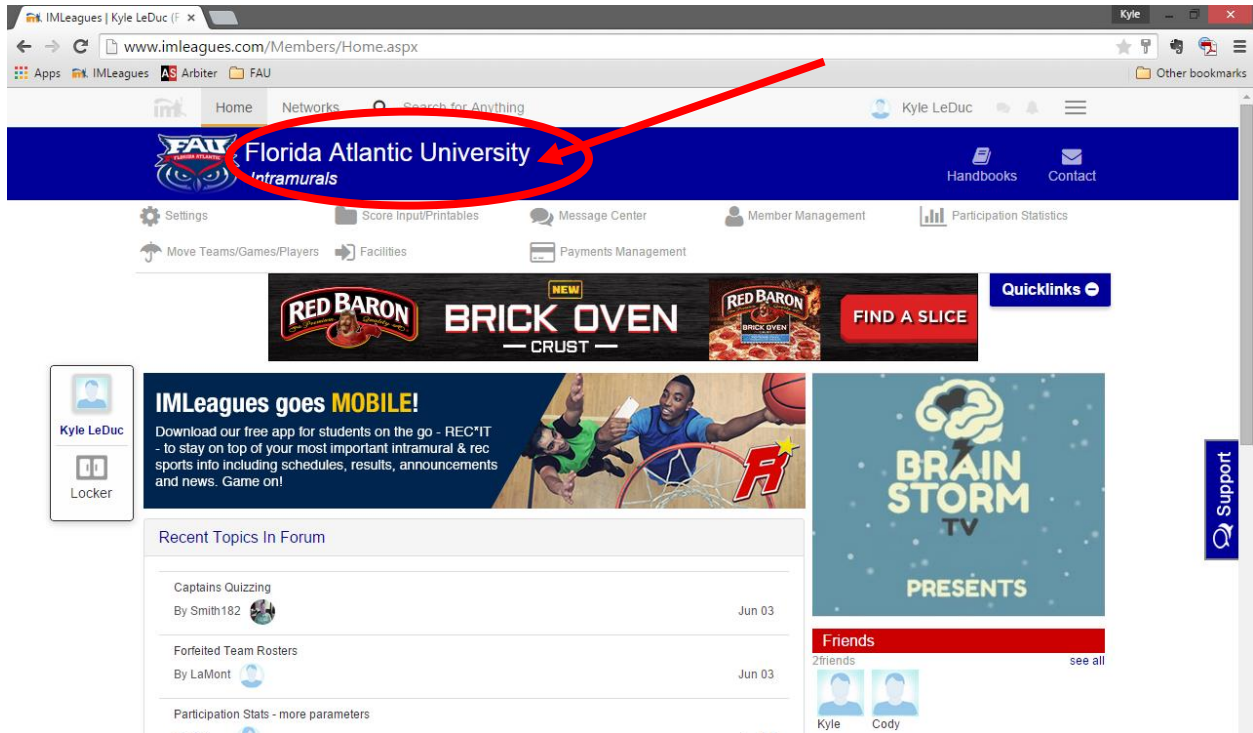 IMLeagues | Kyle LeDuc (F
Kyle
www.imleagues.com/Members/Home.aspx
Apps IMLeagues AS Arbiter FAU Other bookmarks
im Home Networks Search for Anything Kyle LeDuc
FAU
FLORIDA ATLANTIC
Florida Atlantic University
Intramurals
Handbooks Contact
Settings Score Input/Printables Message Center Member Management Participation Statistics
Move Teams/Games/Players Facilities Payments Management
RED BARON
NEW
BRICK OVEN
— CRUST —
RED BARON
BRICK OVEN
FIND A SLICE
Quicklinks
Kyle LeDuc
Locker
IMLeagues goes MOBILE!
Download our free app for students on the go - REC*IT
- to stay on top of your most important intramural & rec
sports info including schedules, results, announcements
and news. Game on!
R
BRAIN
STORM
TV
PRESENTS
Support
Recent Topics In Forum
Captains Quizzing
By Smith182 Jun 03
Forfeited Team Rosters
By LaMont Jun 03
Participation Stats - more parameters
Friends
2friends see all
Kyle Cody